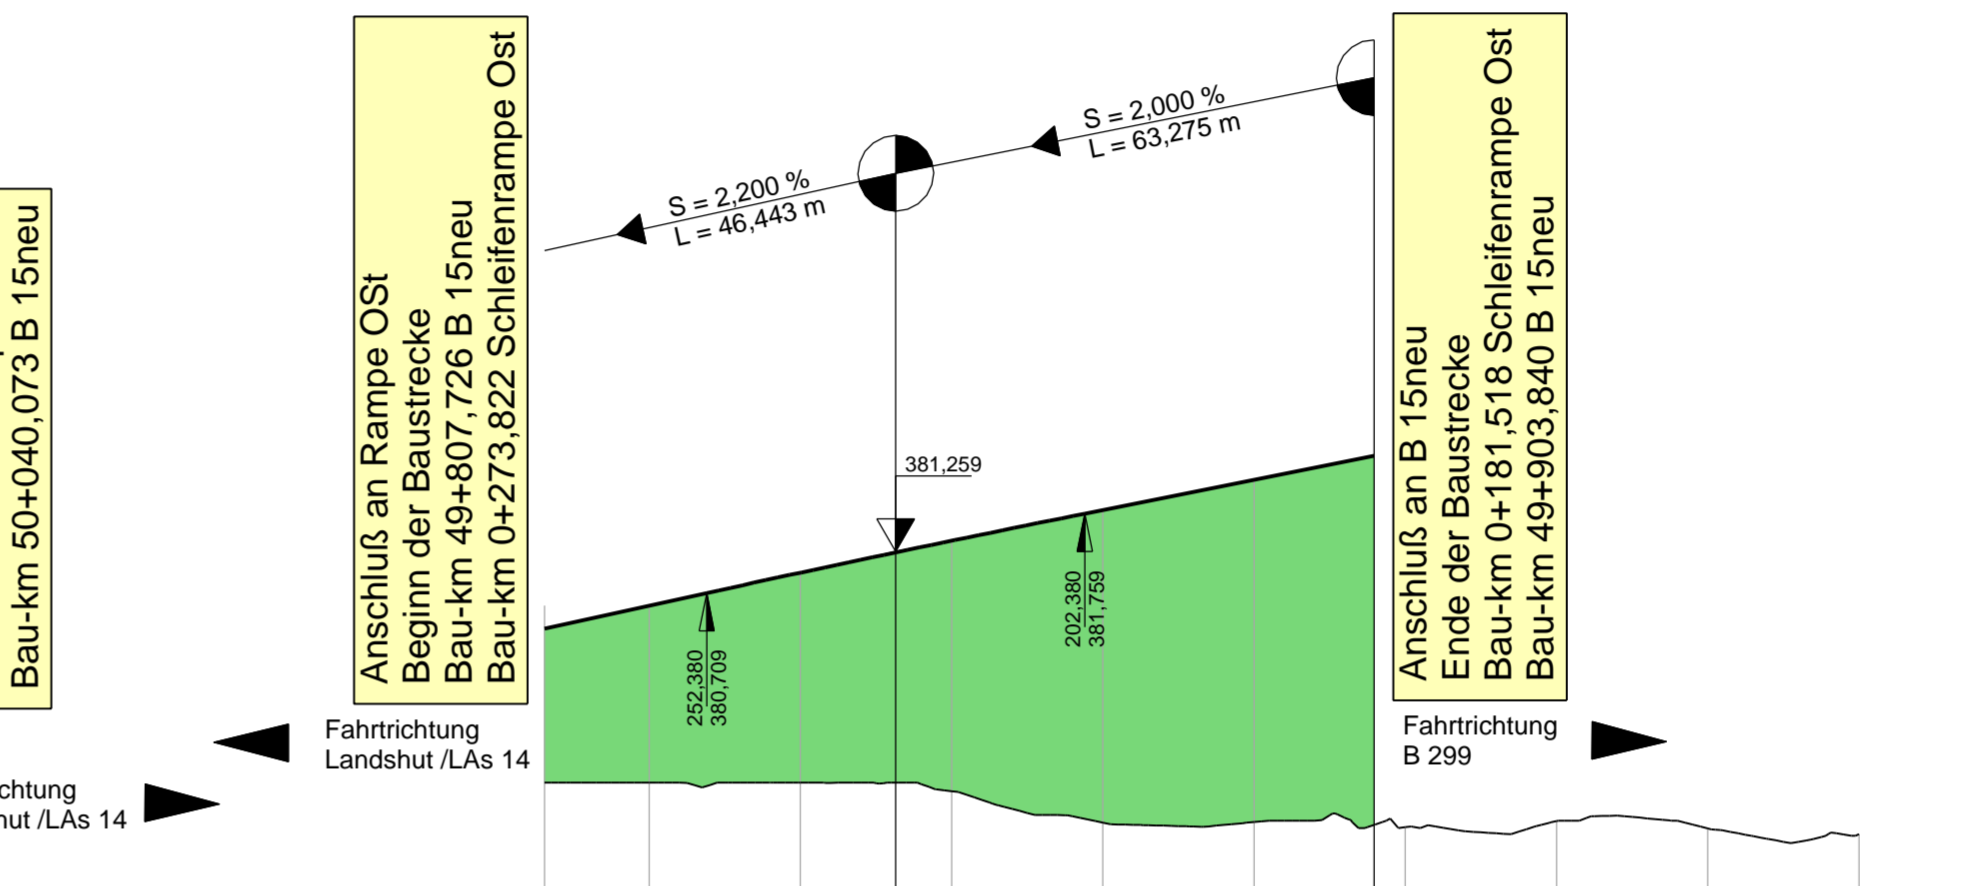 Bau-km 50+040,073 B 15neu
chtung
hut /LAs 14
Anschluß an Rampe OSt
Beginn der Baustrecke
Bau-km 49+807,726 B 15neu
Bau-km 0+273,822 Schleifenrampe Ost
Fahrtrichtung
Landshut /LAs 14
S = 2,200 %
L = 46,443 m
S = 2,000 %
L = 63,275 m
381,259
252,380
380,709
202,380
381,759
Anschluß an B 15neu
Ende der Baustrecke
Bau-km 0+181,518 Schleifenrampe Ost
Bau-km 49+903,840 B 15neu
Fahrtrichtung
B 299